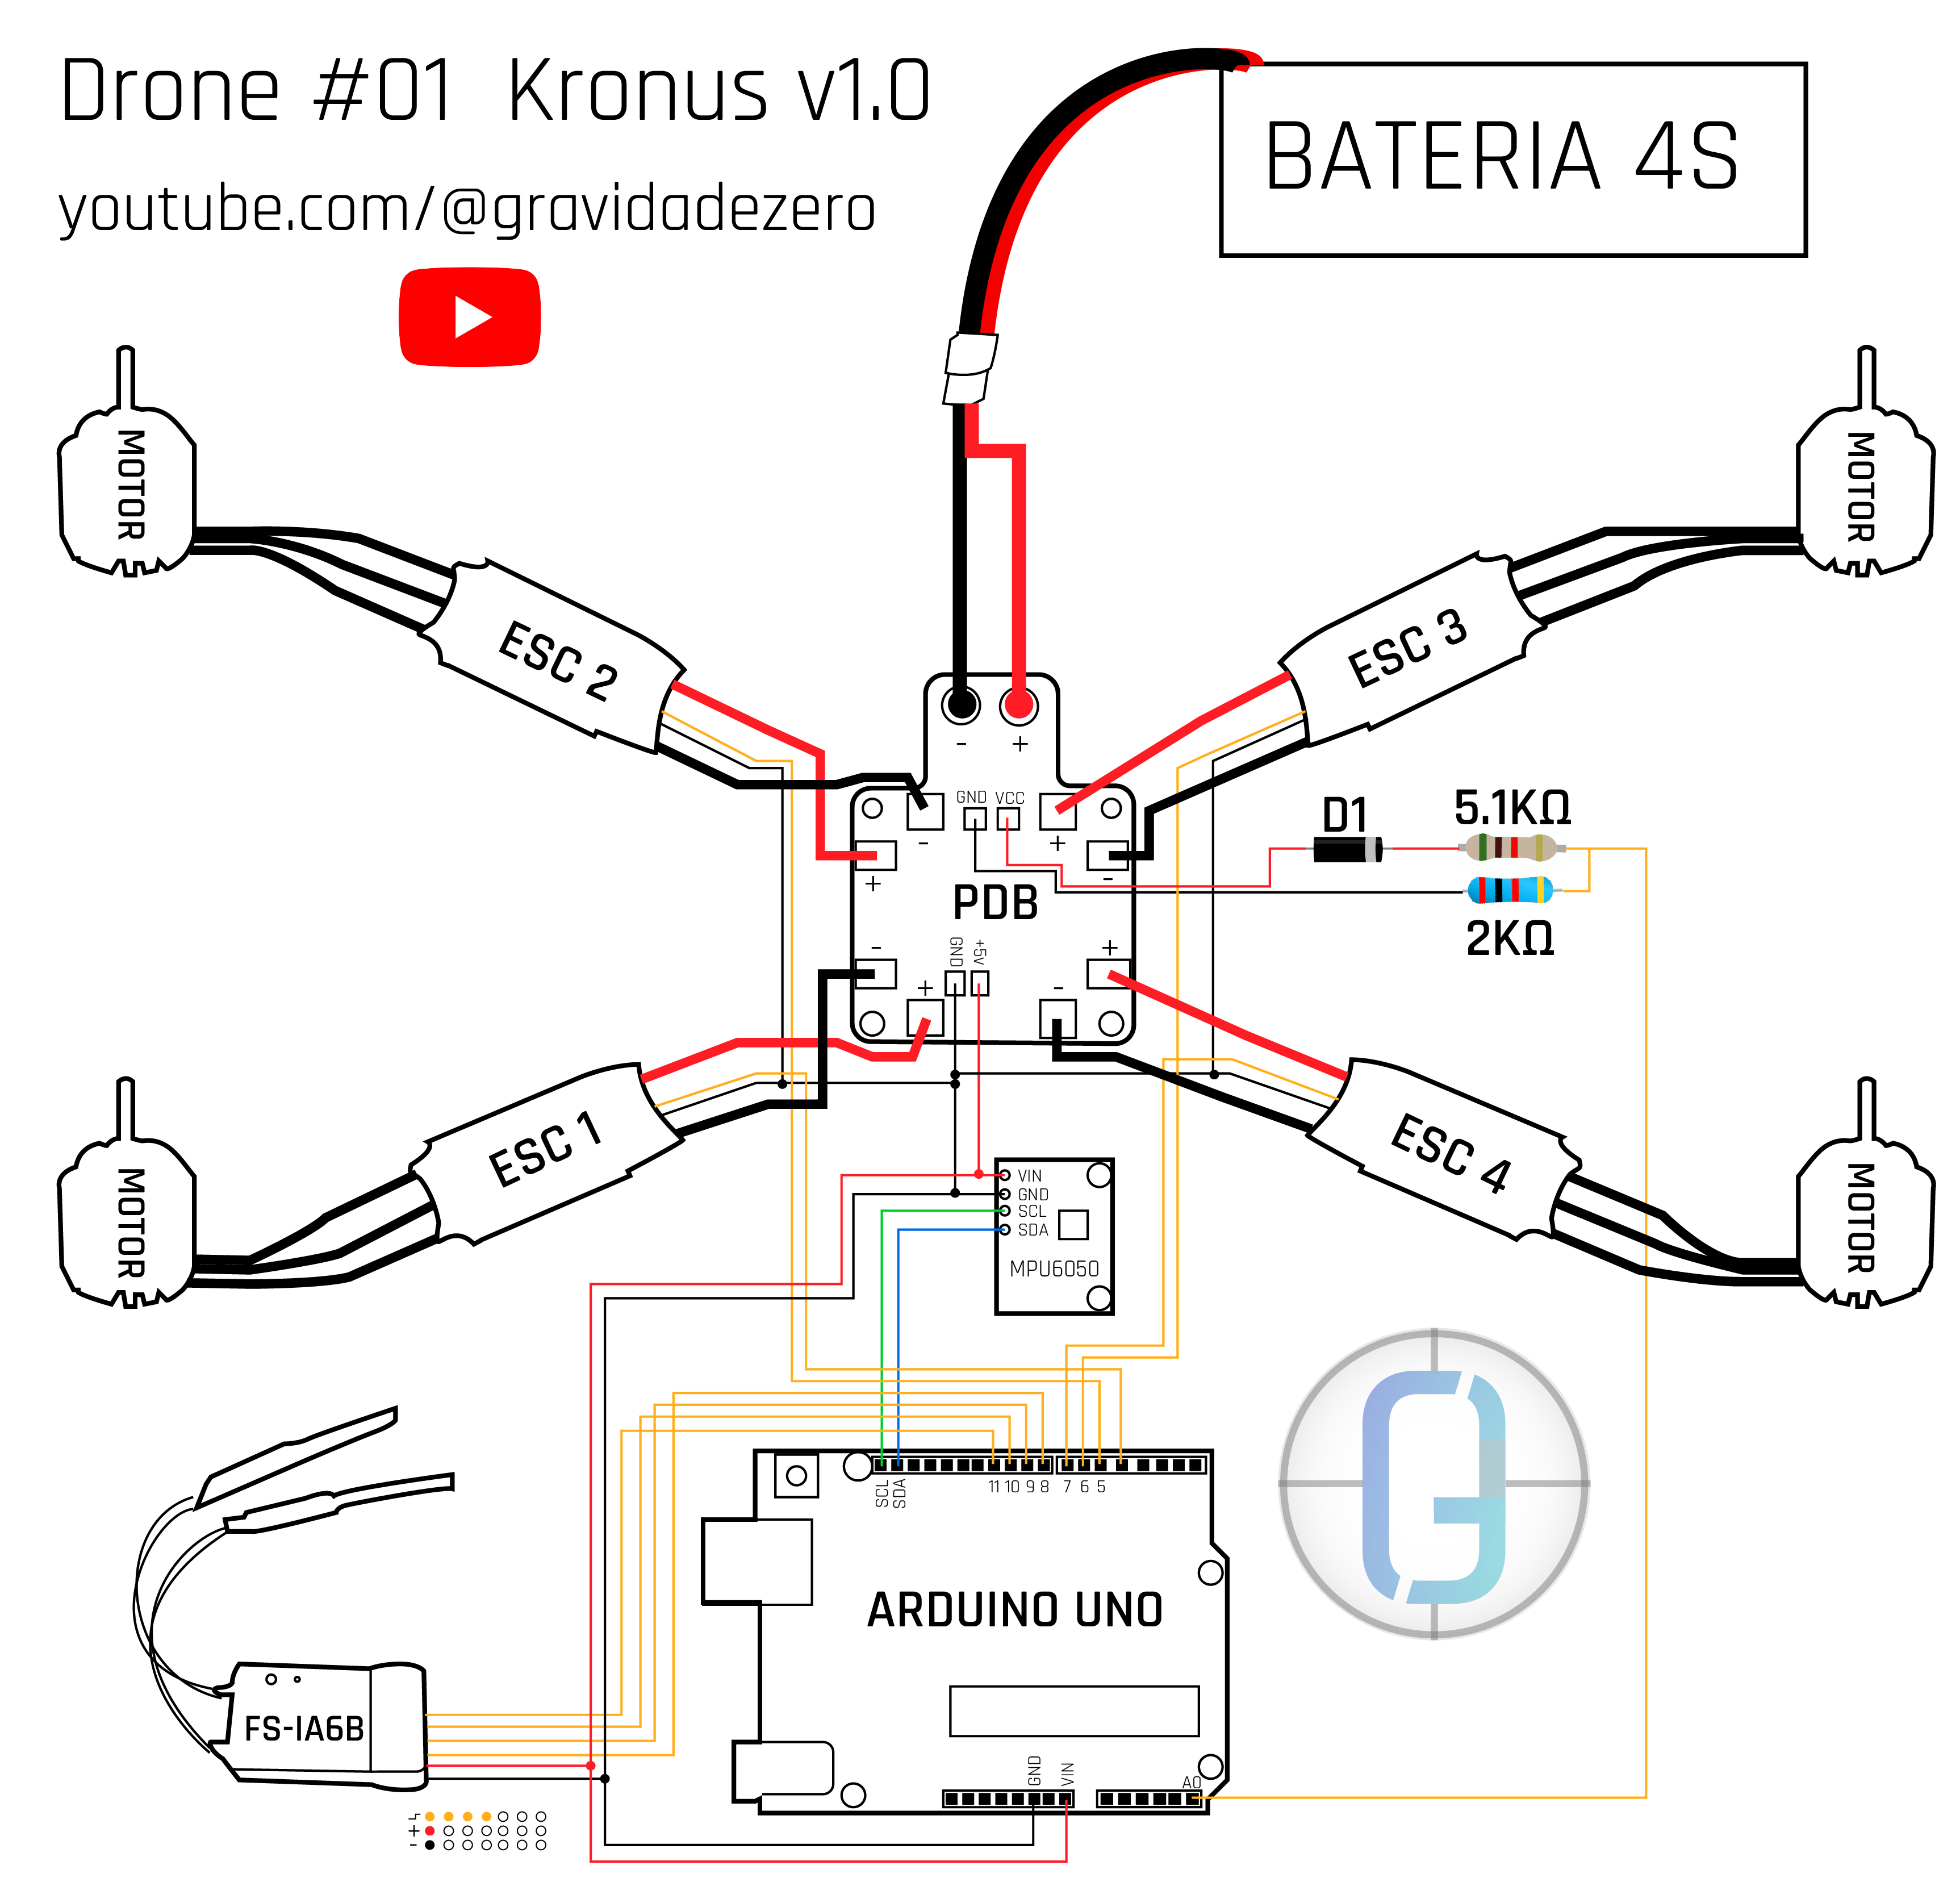 Drone #01 Kronus v1.0
youtube.com/@gravidadezero
BATERIA 4S
MOTOR
MOTOR
ESC 2
ESC 3
- +
GND VCC
- +
+ -
D1
5.1KΩ
2KΩ
PDB
- +
GND +5v
+ -
ESC 1
ESC 4
MOTOR
MOTOR
VIN
GND
SCL
SDA
MPU6050
SCL SDA 11 10 9 8 7 6 5
ARDUINO UNO
FS-IA6B
GND VIN A0
+
-